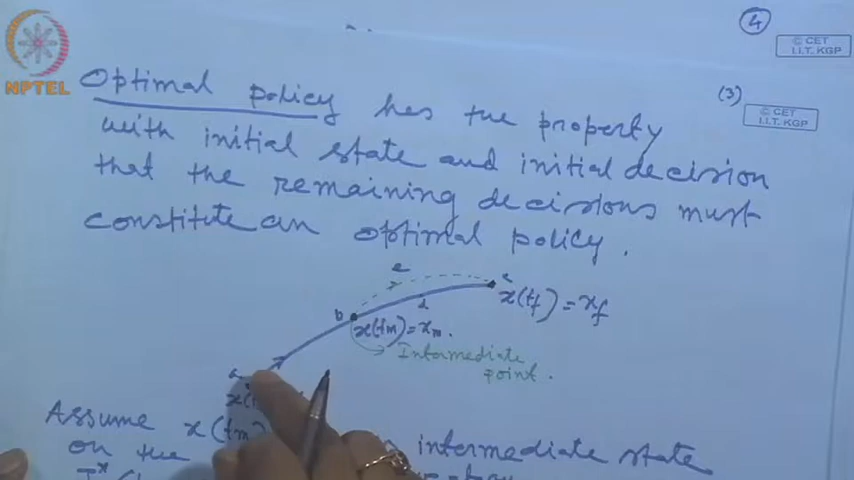 4
© CET
I.I.T. KGP
NPTEL
(3)
© CET
I.I.T. KGP
Optimal policy has the property
with initial state and initial decision
that the remaining decisions must
constitute an optimal policy.
e
c
x(tf) = xf
d
b
x(tm) = xm.
Intermediate
point.
a
Assume x(tm) intermediate state
on the